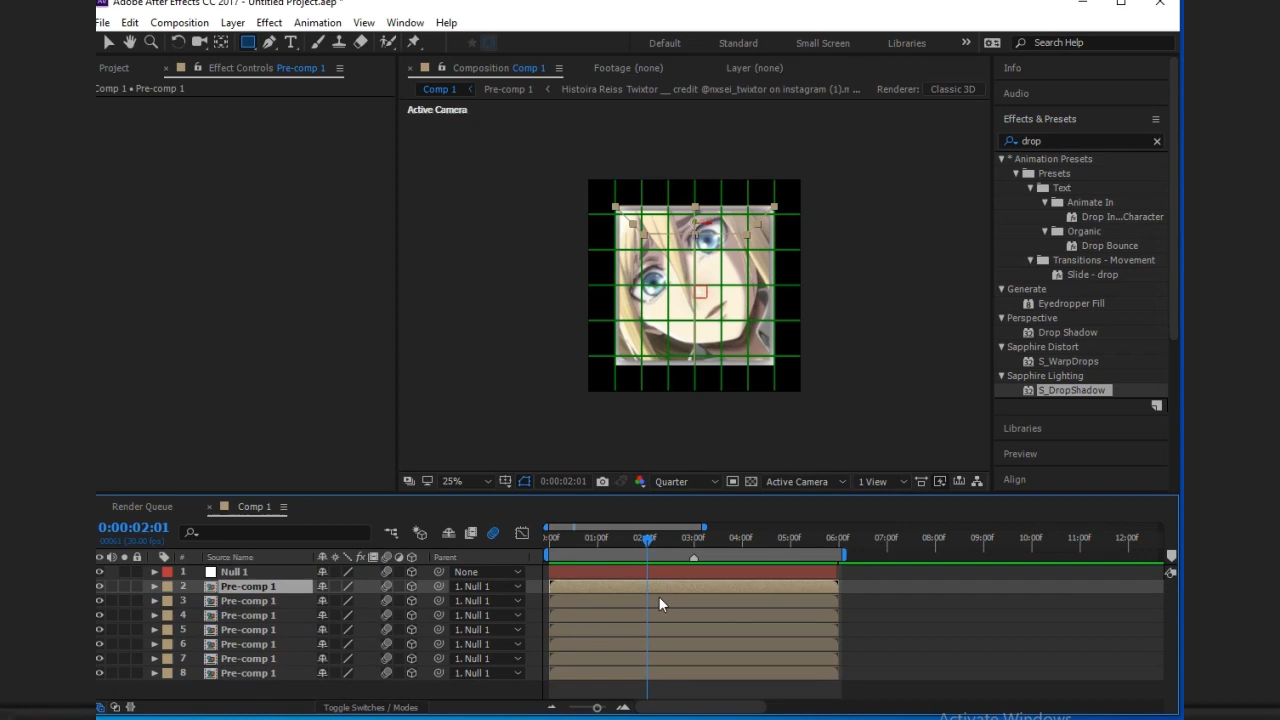 Adobe After Effects CC 2017 - Untitled Project.aep *
File Edit Composition Layer Effect Animation View Window Help
Default Standard Small Screen Libraries Search Help
Project Effect Controls Pre-comp 1
Comp 1 • Pre-comp 1
Composition Comp 1 Footage (none) Layer (none)
Comp 1 Pre-comp 1 Histoira Reiss Twixtor __ credit @nxsei_twixtor on instagram (1).m ... Renderer: Classic 3D
Active Camera
Info
Audio
Effects & Presets
drop
* Animation Presets
Presets
Text
Animate In
Drop In...Character
Organic
Drop Bounce
Transitions - Movement
Slide - drop
Generate
Eyedropper Fill
Perspective
Drop Shadow
Sapphire Distort
S_WarpDrops
Sapphire Lighting
S_DropShadow
Libraries
Preview
Align
25% 0:00:02:01 Quarter Active Camera 1 View
Render Queue Comp 1
0:00:02:01
00061 (30.00 fps)
:00f 01:00f 02:00f 03:00f 04:00f 05:00f 06:00f 07:00f 08:00f 09:00f 10:00f 11:00f 12:00f
# Source Name fx Parent
1 Null 1 None
2 Pre-comp 1 1. Null 1
3 Pre-comp 1 1. Null 1
4 Pre-comp 1 1. Null 1
5 Pre-comp 1 1. Null 1
6 Pre-comp 1 1. Null 1
7 Pre-comp 1 1. Null 1
8 Pre-comp 1 1. Null 1
Toggle Switches / Modes
Activate Windows